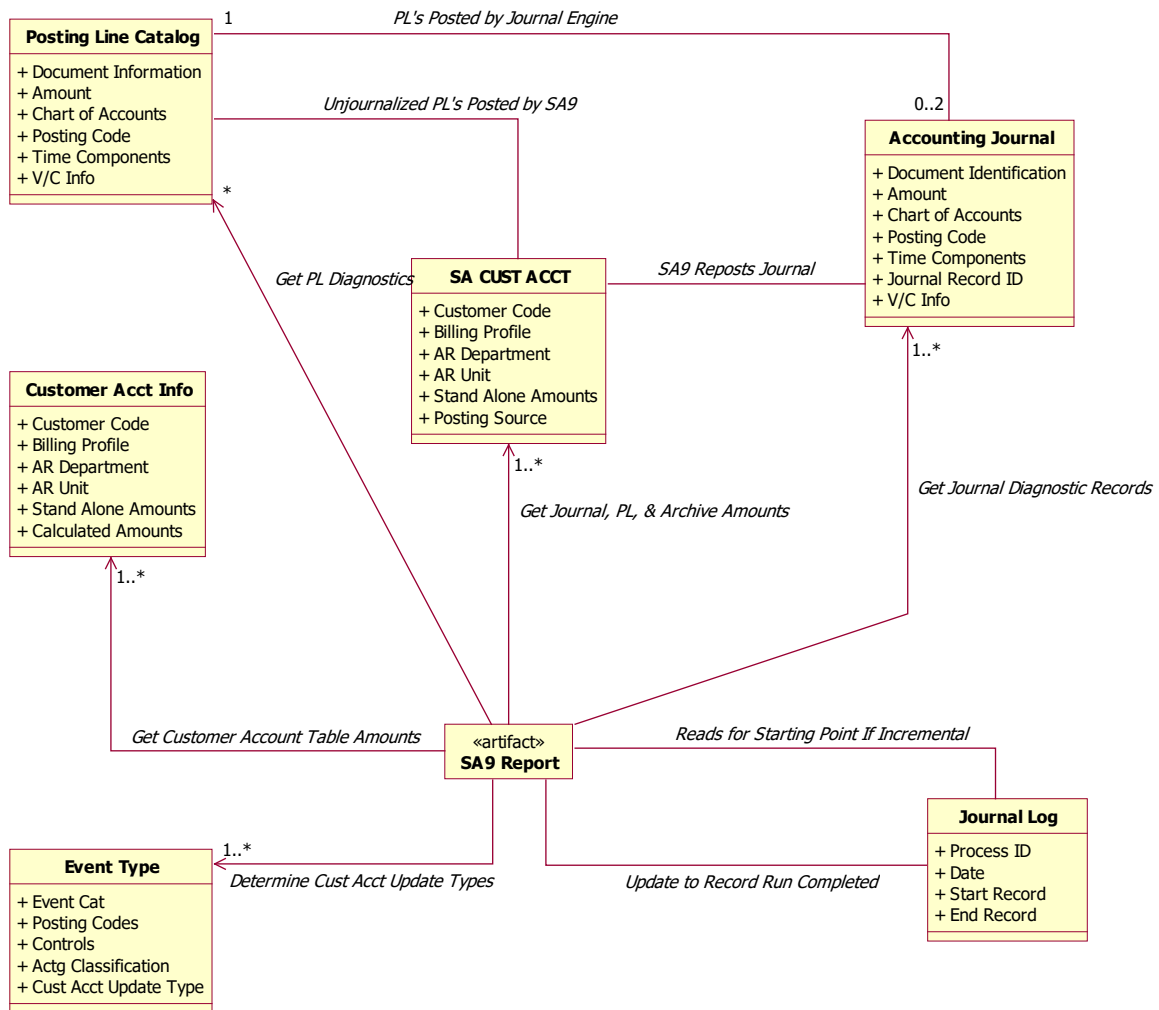 1
PL's Posted by Journal Engine
Posting Line Catalog
+ Document Information
+ Amount
+ Chart of Accounts
+ Posting Code
+ Time Components
+ V/C Info
Unjournalized PL's Posted by SA9
0..2
Accounting Journal
+ Document Identification
+ Amount
+ Chart of Accounts
+ Posting Code
+ Time Components
+ Journal Record ID
+ V/C Info
*
Get PL Diagnostics
SA CUST ACCT
+ Customer Code
+ Billing Profile
+ AR Department
+ AR Unit
+ Stand Alone Amounts
+ Posting Source
SA9 Reposts Journal
1..*
Customer Acct Info
+ Customer Code
+ Billing Profile
+ AR Department
+ AR Unit
+ Stand Alone Amounts
+ Calculated Amounts
1..*
Get Journal, PL, & Archive Amounts
Get Journal Diagnostic Records
1..*
Get Customer Account Table Amounts
«artifact»
SA9 Report
Reads for Starting Point If Incremental
Journal Log
+ Process ID
+ Date
+ Start Record
+ End Record
1..*
Determine Cust Acct Update Types
Update to Record Run Completed
Event Type
+ Event Cat
+ Posting Codes
+ Controls
+ Actg Classification
+ Cust Acct Update Type